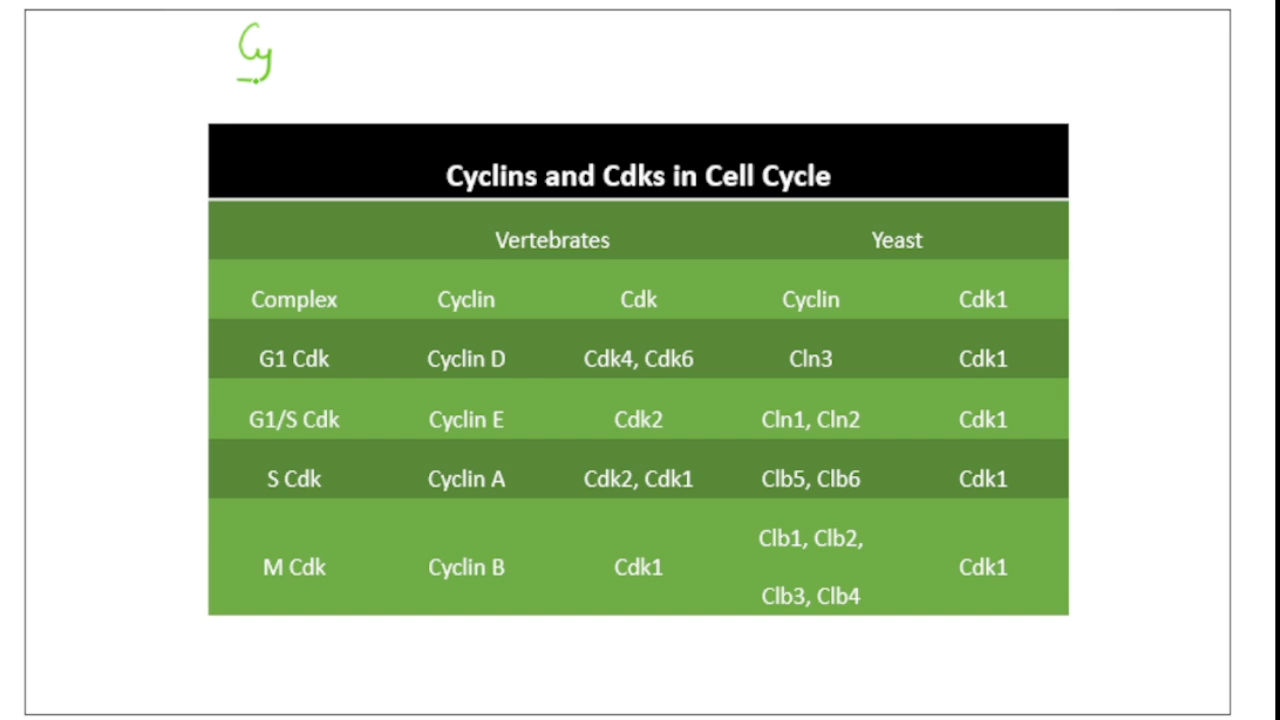 Cy
Cyclins and Cdks in Cell Cycle
Vertebrates Yeast
Complex Cyclin Cdk Cyclin Cdk1
G1 Cdk Cyclin D Cdk4, Cdk6 Cln3 Cdk1
G1/S Cdk Cyclin E Cdk2 Cln1, Cln2 Cdk1
S Cdk Cyclin A Cdk2, Cdk1 Clb5, Clb6 Cdk1
M Cdk Cyclin B Cdk1 Clb1, Clb2, Cdk1
Clb3, Clb4